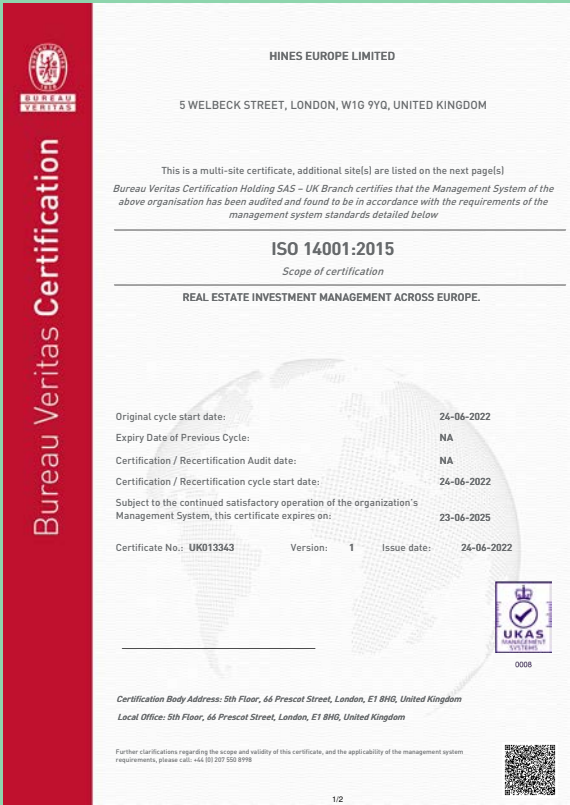 BUREAU VERITAS
1828
BUREAU
VERITAS
Bureau Veritas Certification
HINES EUROPE LIMITED
5 WELBECK STREET, LONDON, W1G 9YQ, UNITED KINGDOM
This is a multi-site certificate, additional site(s) are listed on the next page(s)
Bureau Veritas Certification Holding SAS – UK Branch certifies that the Management System of the
above organisation has been audited and found to be in accordance with the requirements of the
management system standards detailed below
ISO 14001:2015
Scope of certification
REAL ESTATE INVESTMENT MANAGEMENT ACROSS EUROPE.
Original cycle start date: 24-06-2022
Expiry Date of Previous Cycle: NA
Certification / Recertification Audit date: NA
Certification / Recertification cycle start date: 24-06-2022
Subject to the continued satisfactory operation of the organization's
Management System, this certificate expires on: 23-06-2025
Certificate No.: UK013343 Version: 1 Issue date: 24-06-2022
UKAS
MANAGEMENT
SYSTEMS
0008
Certification Body Address: 5th Floor, 66 Prescot Street, London, E1 8HG, United Kingdom
Local Office: 5th Floor, 66 Prescot Street, London, E1 8HG, United Kingdom
Further clarifications regarding the scope and validity of this certificate, and the applicability of the management system
requirements, please call: +44 (0) 207 550 8998
1/2